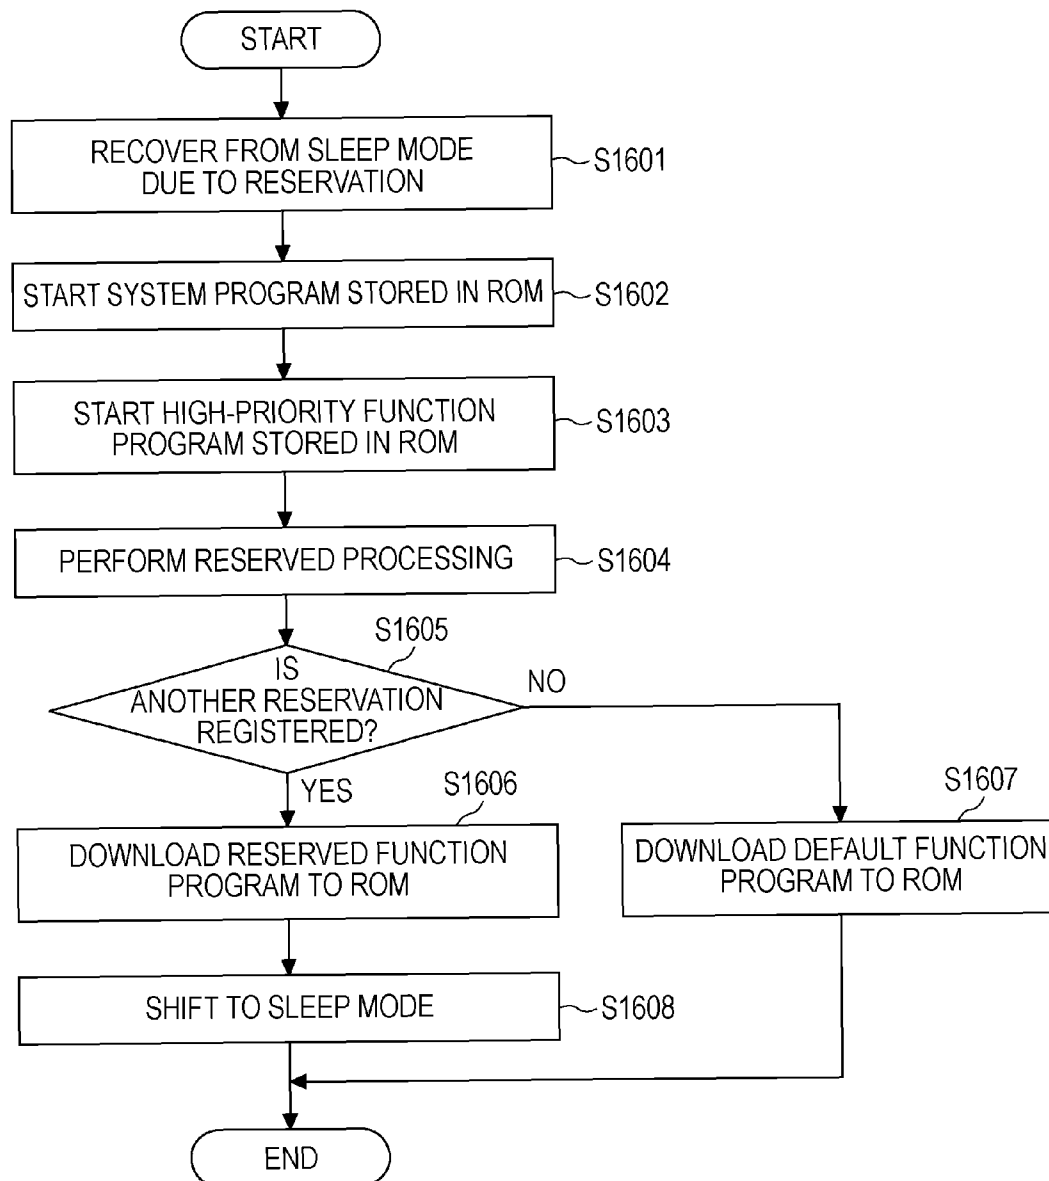 START
RECOVER FROM SLEEP MODE
DUE TO RESERVATION
S1601
START SYSTEM PROGRAM STORED IN ROM
S1602
START HIGH-PRIORITY FUNCTION
PROGRAM STORED IN ROM
S1603
PERFORM RESERVED PROCESSING
S1604
S1605
IS
ANOTHER RESERVATION
REGISTERED?
NO
YES
S1606
DOWNLOAD RESERVED FUNCTION
PROGRAM TO ROM
S1607
DOWNLOAD DEFAULT FUNCTION
PROGRAM TO ROM
SHIFT TO SLEEP MODE
S1608
END